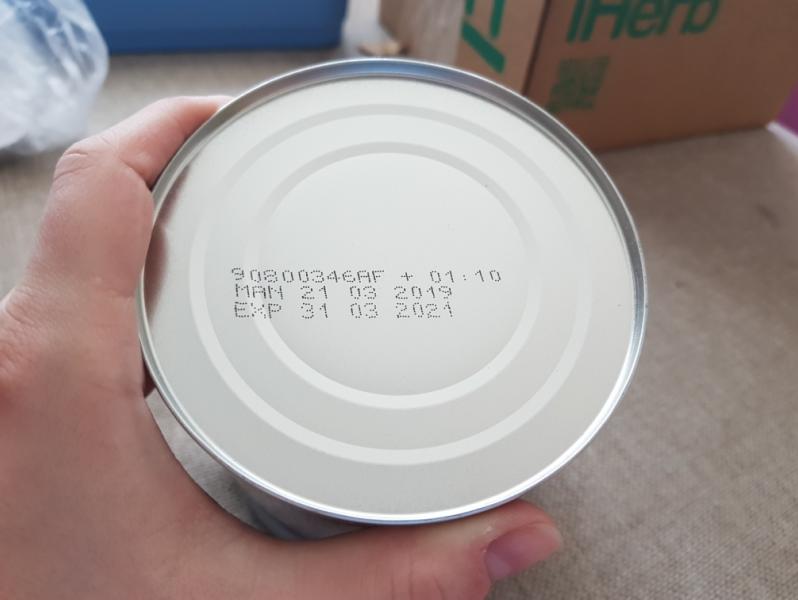 iHerb
90800346AF + 01:10
MAN 21 03 2019
EXP 31 03 2021